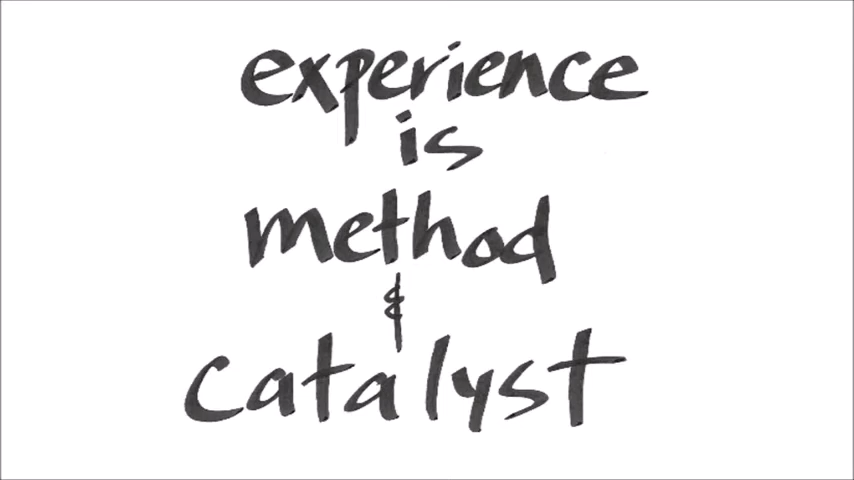 experience
is
method
&
catalyst